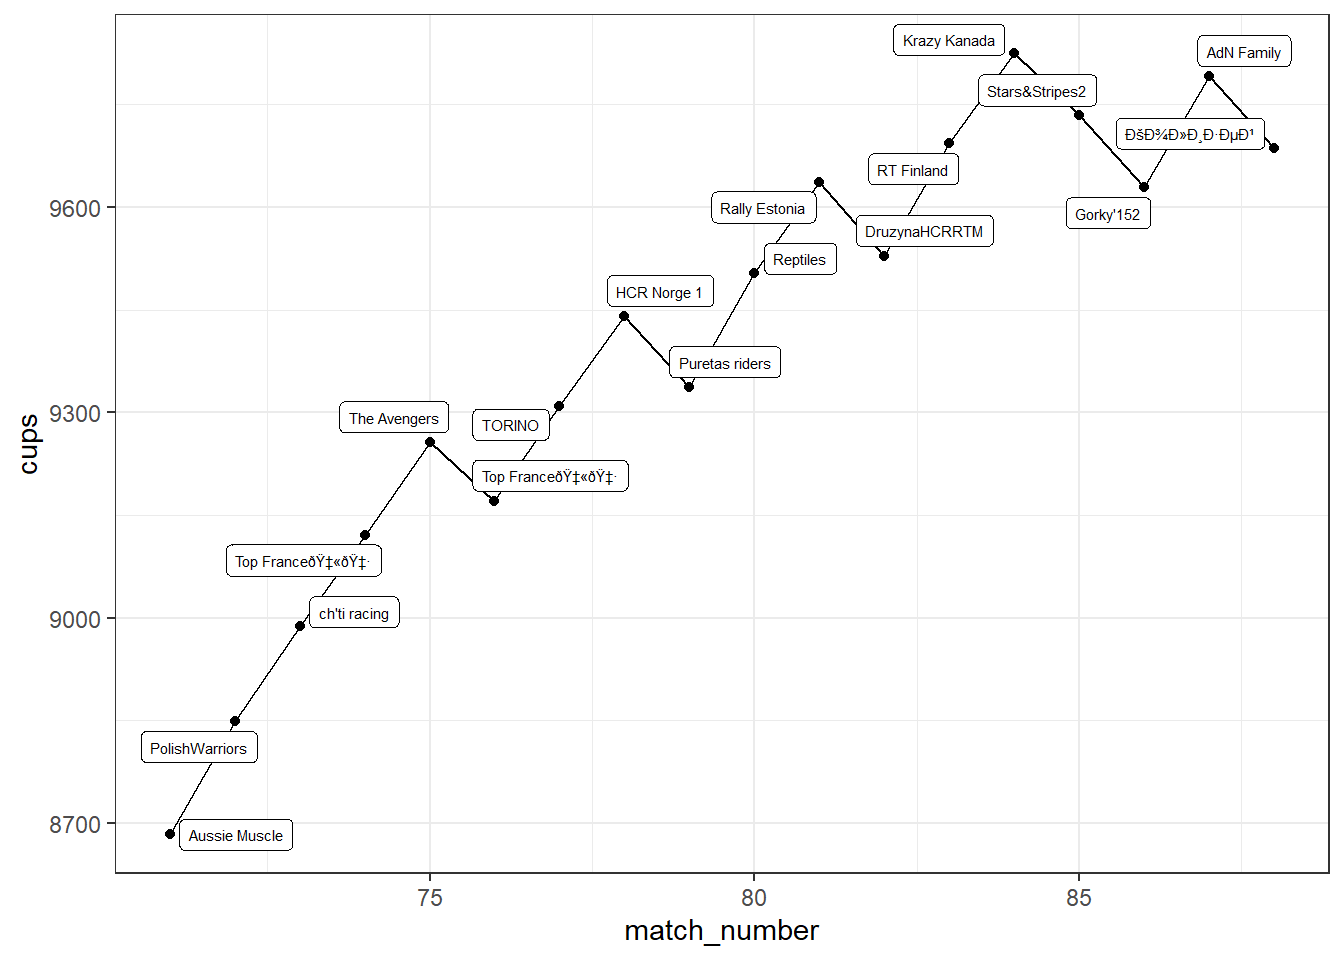 Krazy Kanada
AdN Family
Stars&Stripes2
Ðšð¾Ð»Ð¸Ð·ÐµÐ¹
RT Finland
9600
Rally Estonia
Gorky'152
DruzynaHCRRTM
Reptiles
HCR Norge 1
Puretas riders
cups
9300
The Avengers
TORINO
Top FranceðŸ‡«ðŸ‡·
Top FranceðŸ‡«ðŸ‡·
9000
ch'ti racing
PolishWarriors
8700
Aussie Muscle
75
80
85
match_number